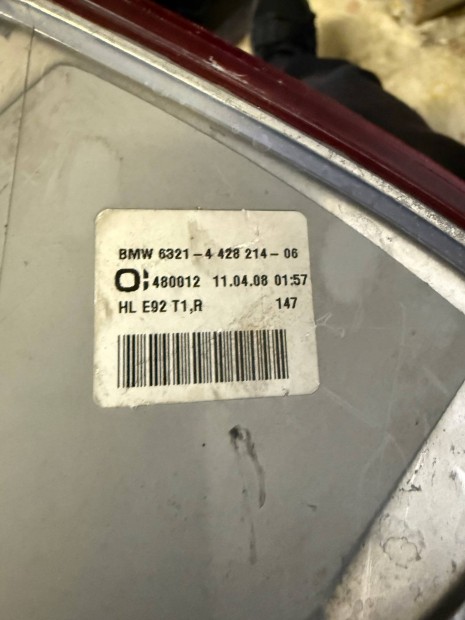 BMW 6321-4 428 214-06
480012 11.04.08 01:57
HL E92 T1,R 147